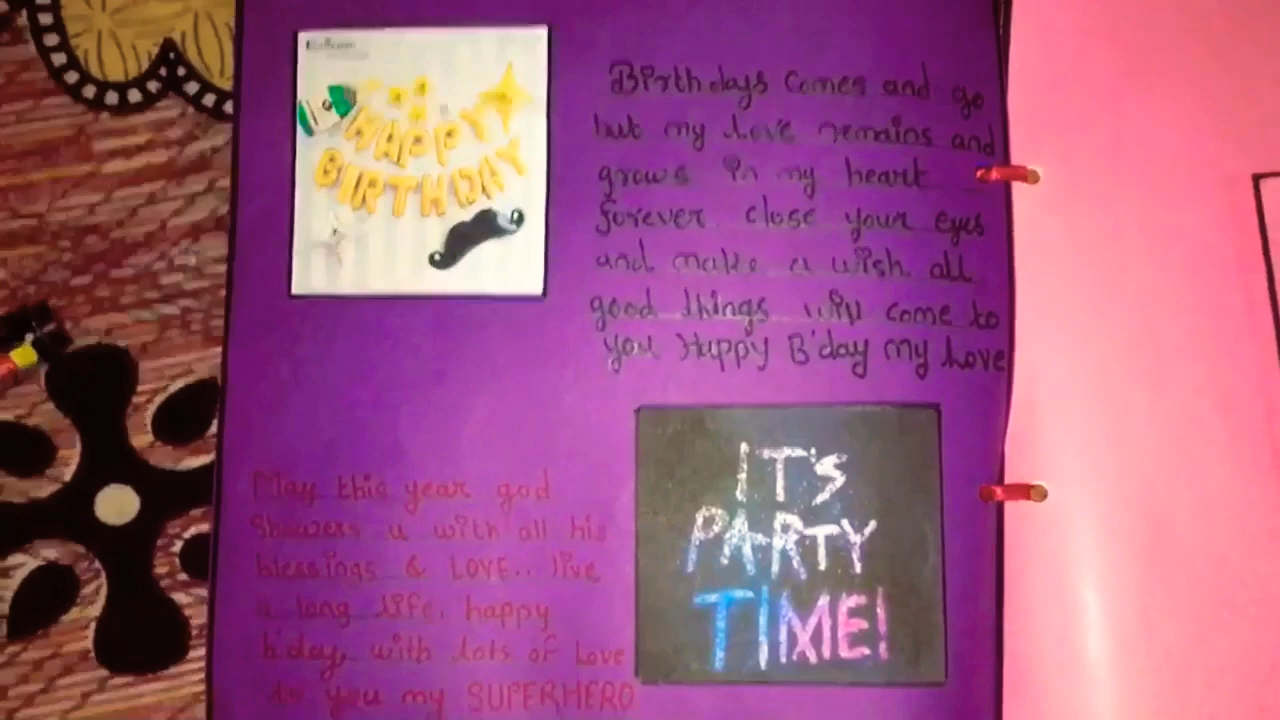 HAPPY
BIRTHDAY
Birthdays Comes and go
but my love remains and
grows in my heart
forever. close your eyes
and make a wish all
good things will come to
you Happy B'day My Love
IT'S
PARTY
TIME!
May this year god
Showers u with all his
blessings & LOVE.. live
a long life. happy
b'day, with lots of Love
to you my SUPERHERO